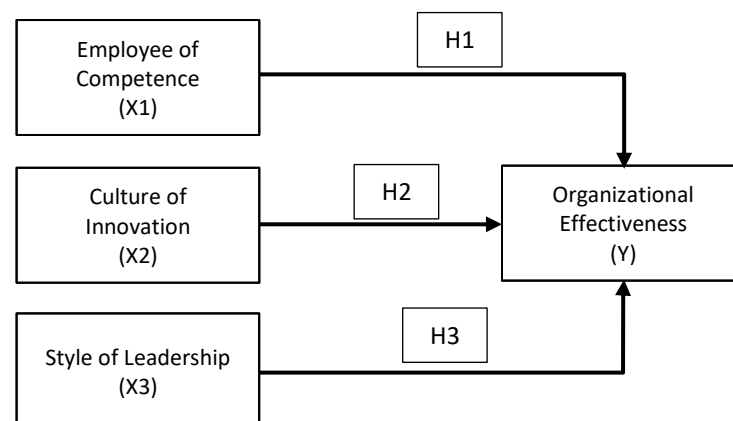 Employee of
Competence
(X1)
H1
Culture of
Innovation
(X2)
H2
Organizational
Effectiveness
(Y)
Style of Leadership
(X3)
H3